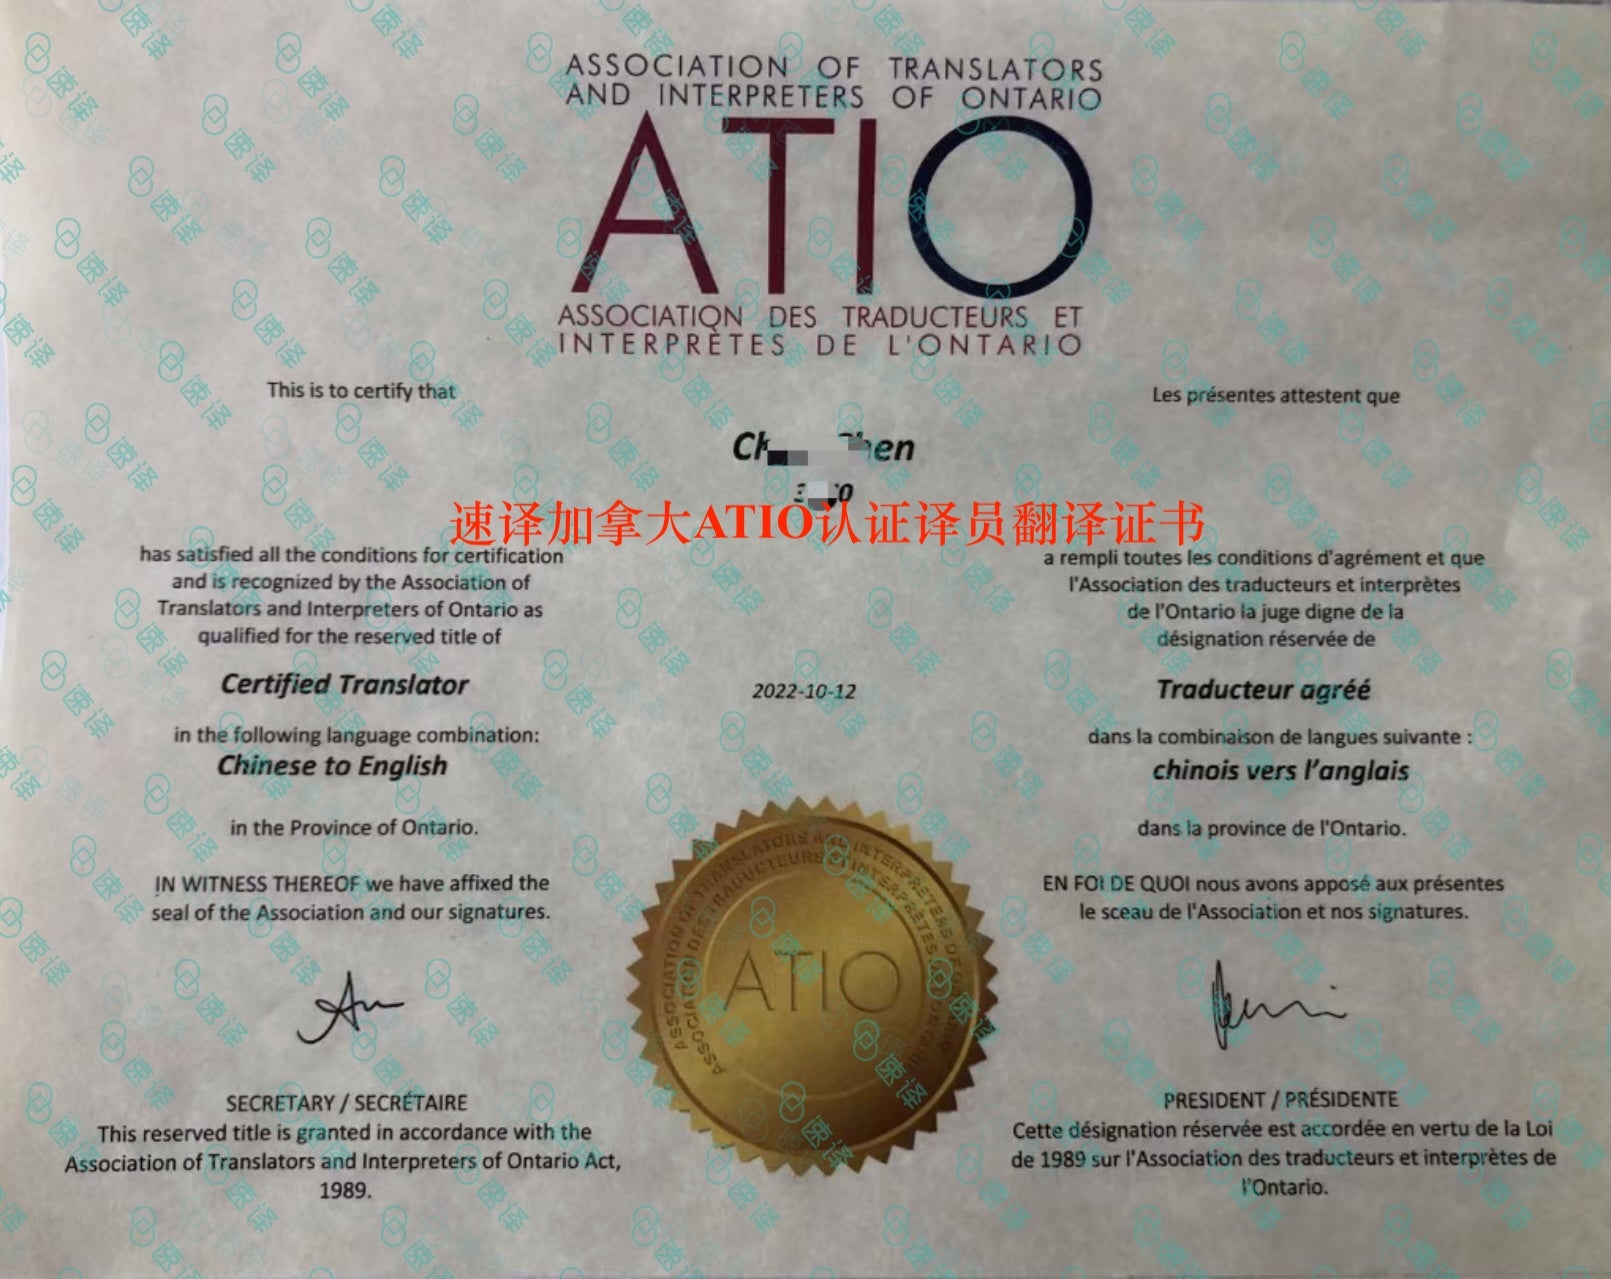 ASSOCIATION OF TRANSLATORS
AND INTERPRETERS OF ONTARIO
ATIO
ASSOCIATION DES TRADUCTEURS ET
INTERPRÈTES DE L'ONTARIO
This is to certify that
Les présentes attestent que
速译加拿大ATIO认证译员翻译证书
has satisfied all the conditions for certification
and is recognized by the Association of
Translators and Interpreters of Ontario as
qualified for the reserved title of
Certified Translator
in the following language combination:
Chinese to English
in the Province of Ontario.
IN WITNESS THEREOF we have affixed the
seal of the Association and our signatures.
SECRETARY / SECRÉTAIRE
This reserved title is granted in accordance with the
Association of Translators and Interpreters of Ontario Act,
1989.
2022-10-12
ATIO
a rempli toutes les conditions d'agrément et que
l'Association des traducteurs et interprètes
de l'Ontario la juge digne de la
désignation réservée de
Traducteur agréé
dans la combinaison de langues suivante :
chinois vers l'anglais
dans la province de l'Ontario.
EN FOI DE QUOI nous avons apposé aux présentes
le sceau de l'Association et nos signatures.
PRESIDENT / PRÉSIDENTE
Cette désignation réservée est accordée en vertu de la Loi
de 1989 sur l'Association des traducteurs et interprètes de
l'Ontario.
速译